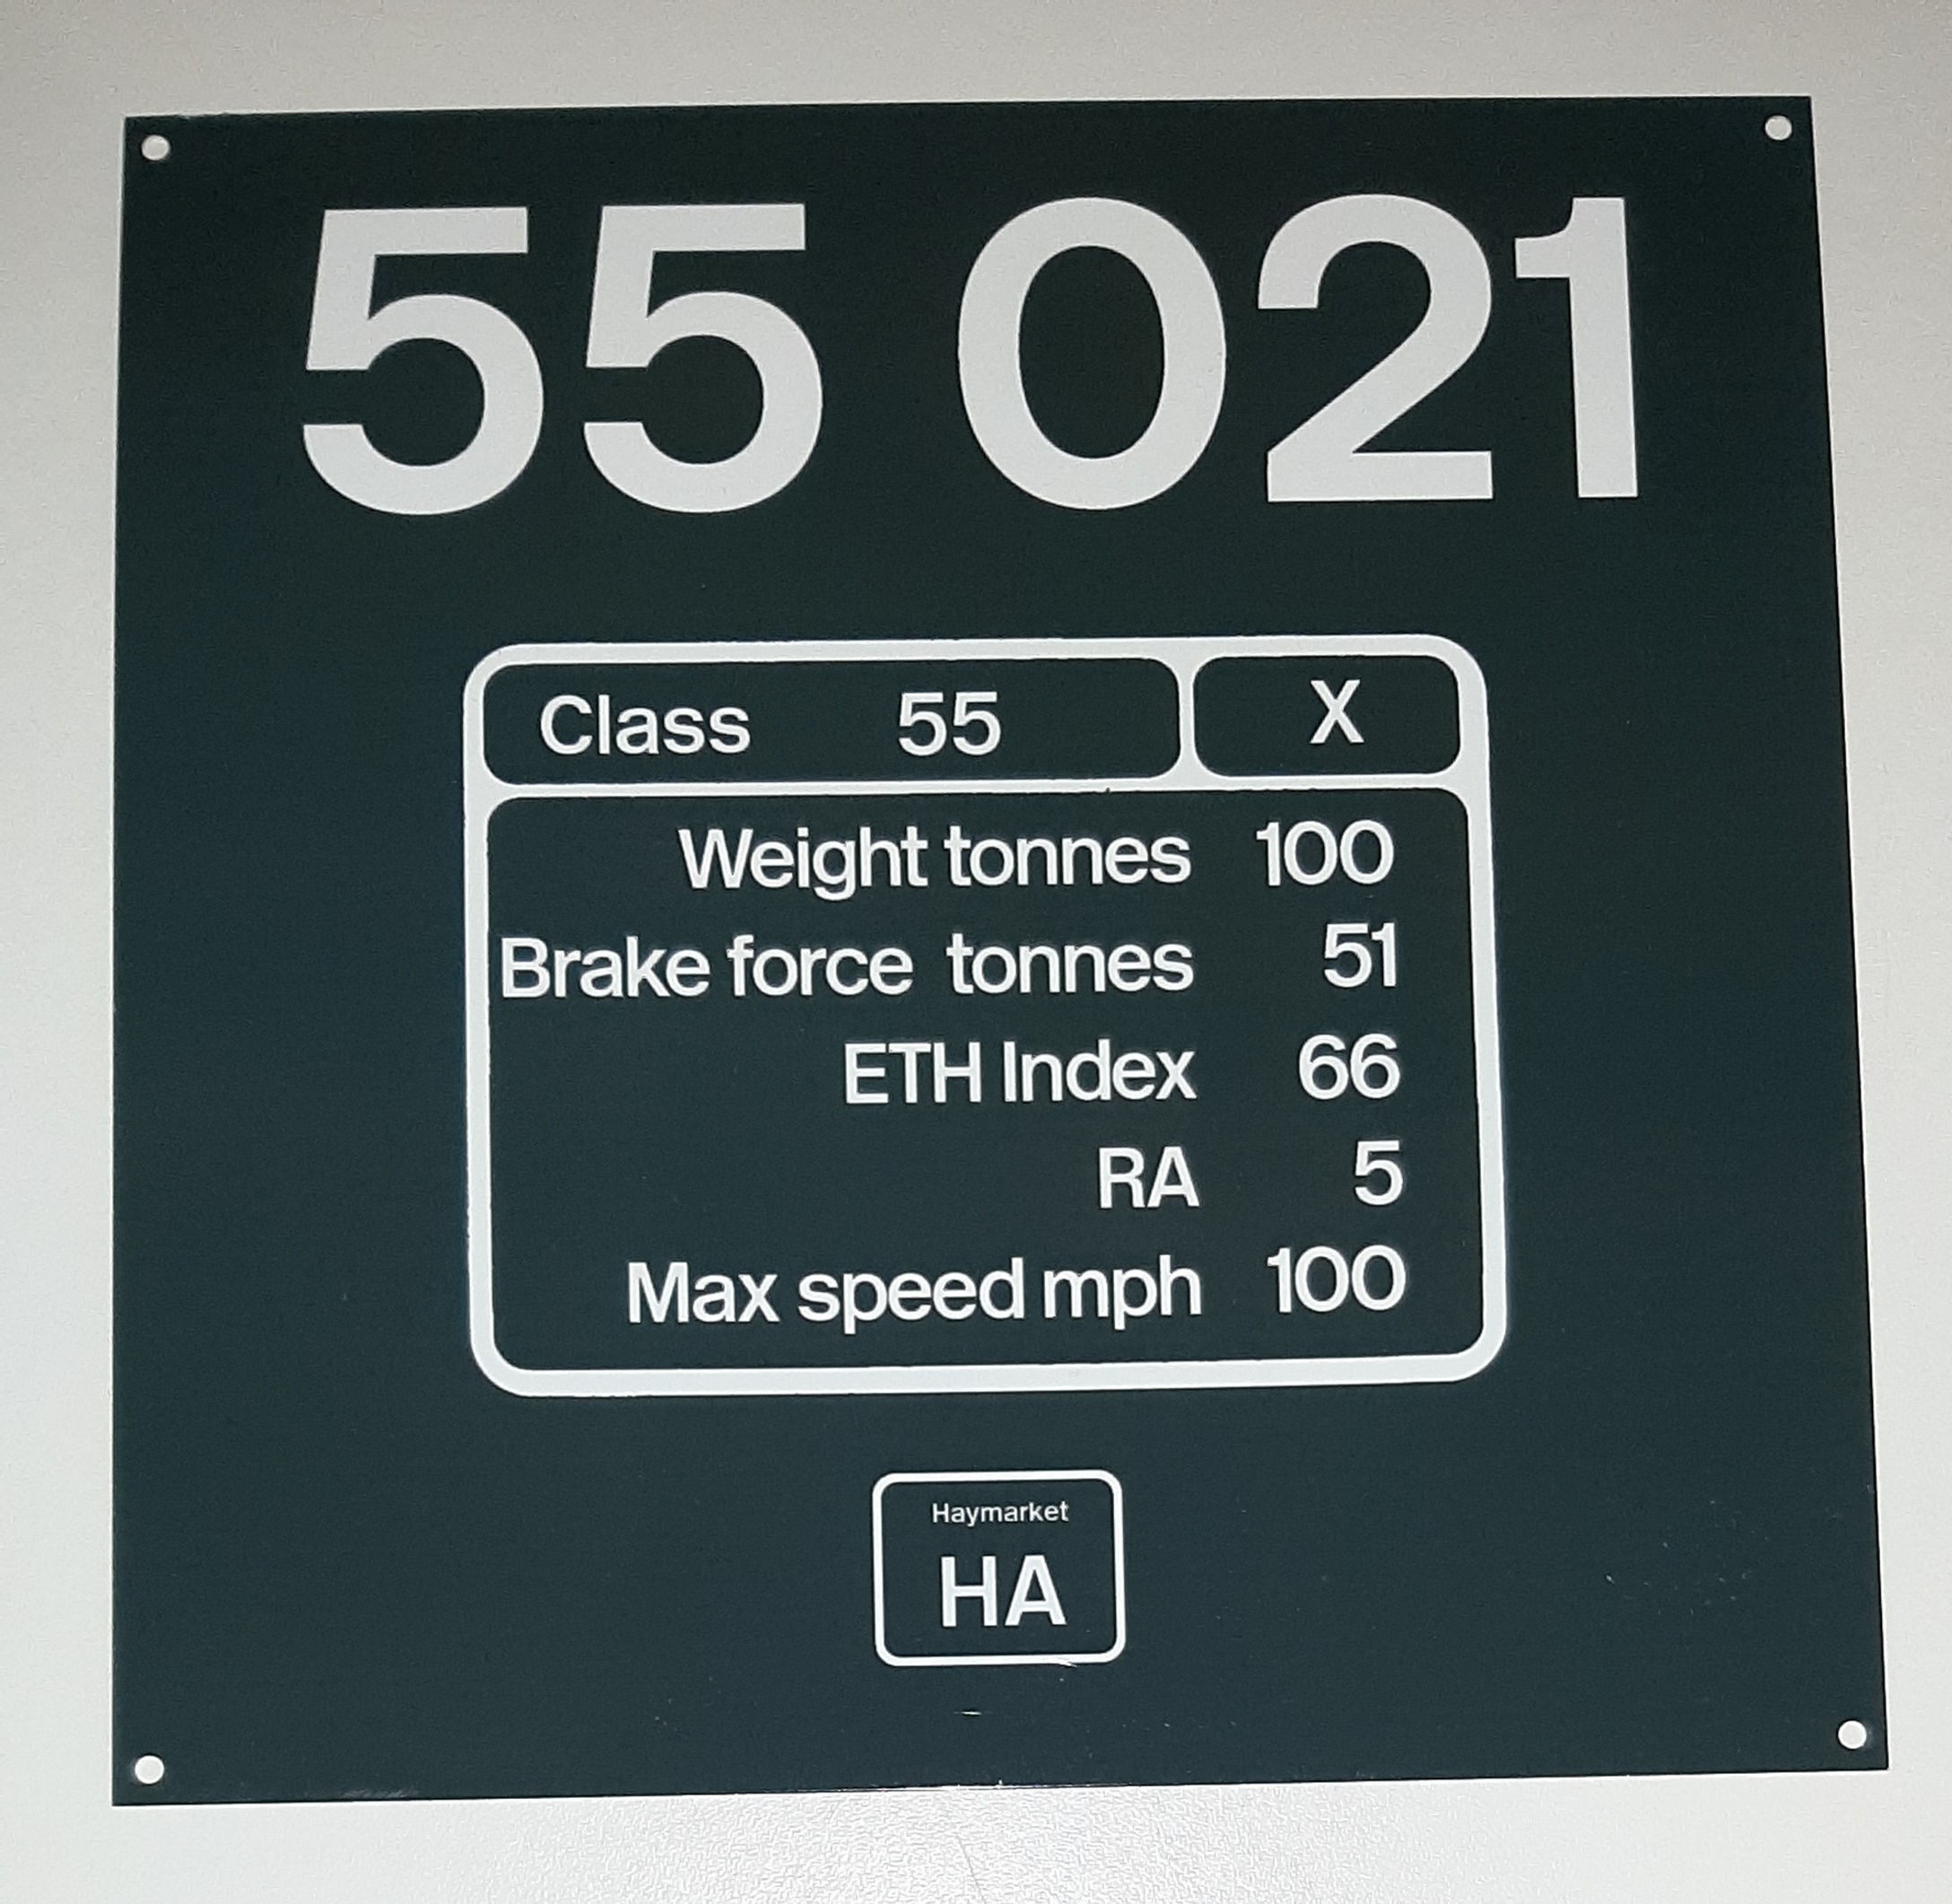 55 021
Class 55 X
Weight tonnes 100
Brake force tonnes 51
ETH Index 66
RA 5
Max speed mph 100
Haymarket
HA